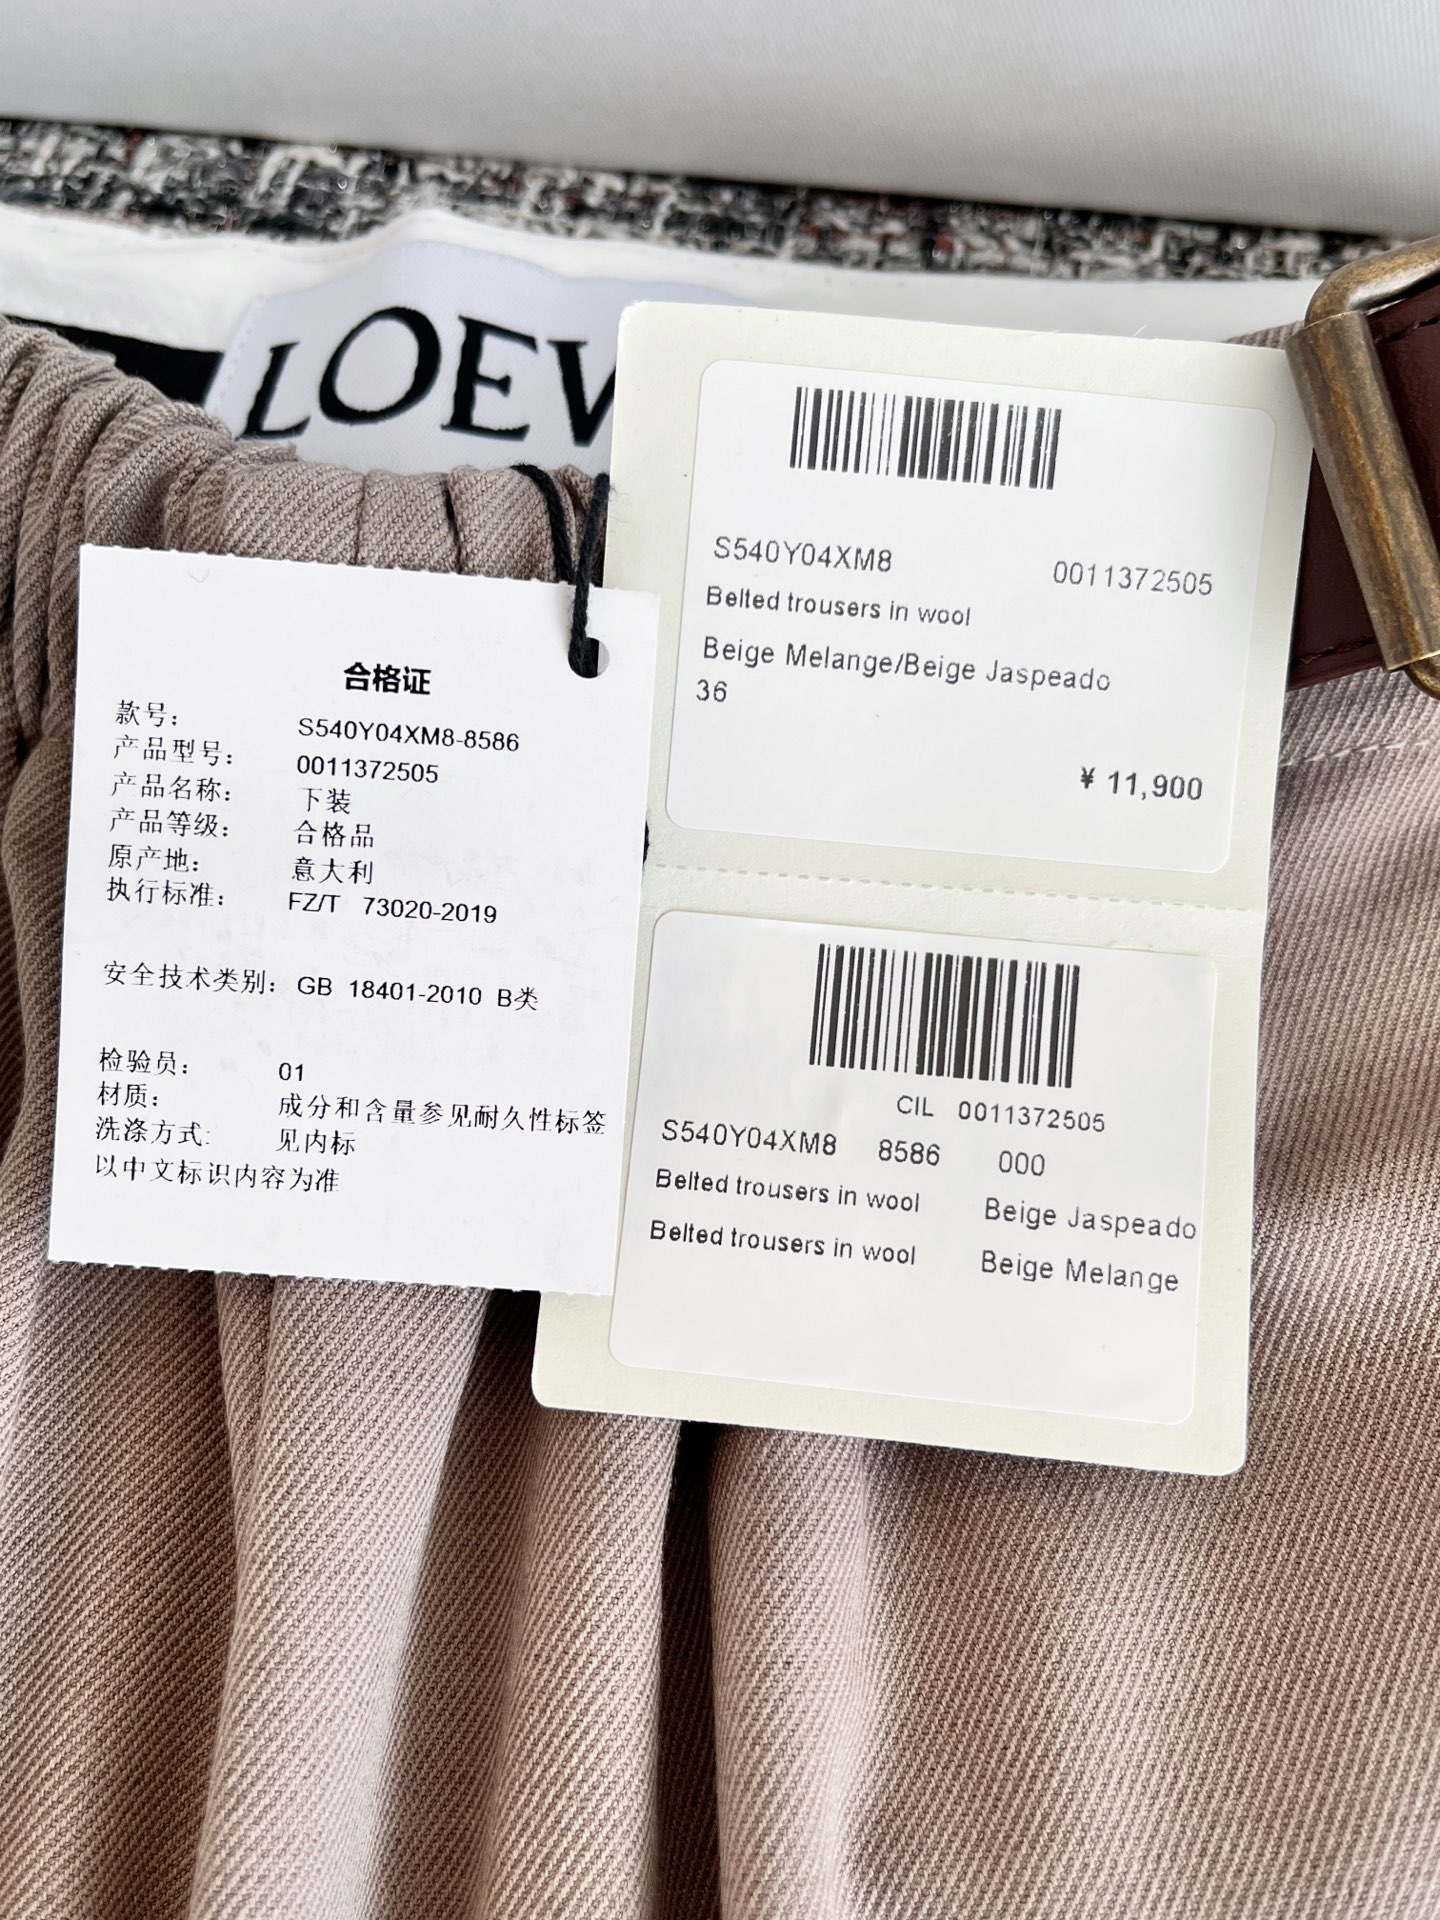 LOEV
S540Y04XM8 0011372505
Belted trousers in wool
Beige Melange/Beige Jaspeado
36
¥ 11,900
合格证
款号: S540Y04XM8-8586
产品型号: 0011372505
产品名称: 下装
产品等级: 合格品
原产地: 意大利
执行标准: FZ/T 73020-2019
安全技术类别: GB 18401-2010 B类
检验员: 01
材质: 成分和含量参见耐久性标签
洗涤方式: 见内标
以中文标识内容为准
CIL 0011372505
S540Y04XM8 8586 000
Belted trousers in wool Beige Jaspeado
Belted trousers in wool Beige Melange